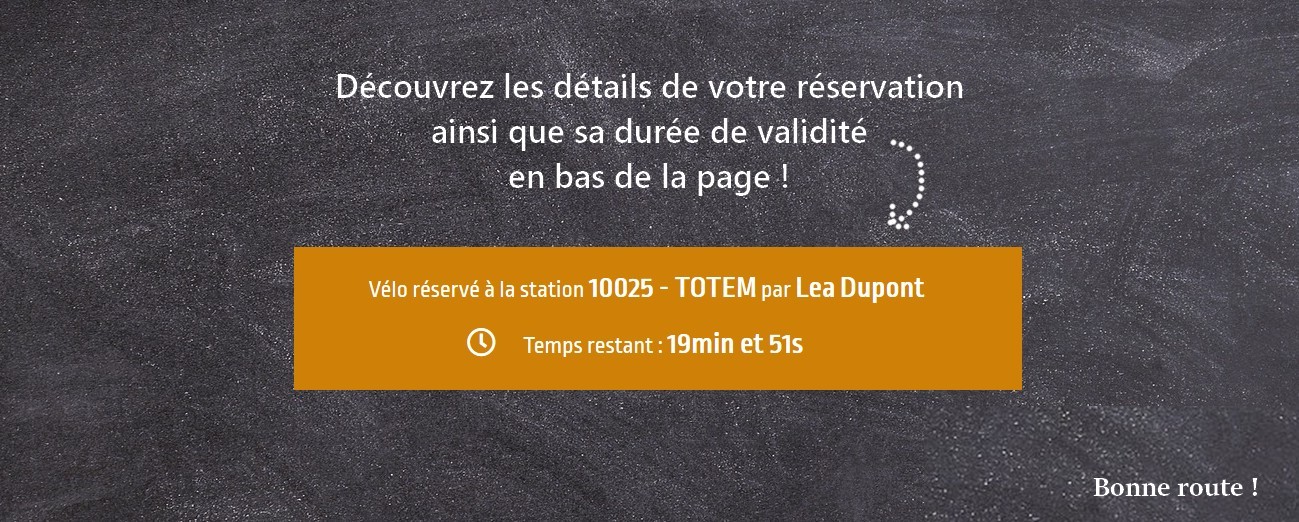 Découvrez les détails de votre réservation
ainsi que sa durée de validité
en bas de la page !
Vélo réservé à la station 10025 - TOTEM par Lea Dupont
Temps restant : 19min et 51s
Bonne route !